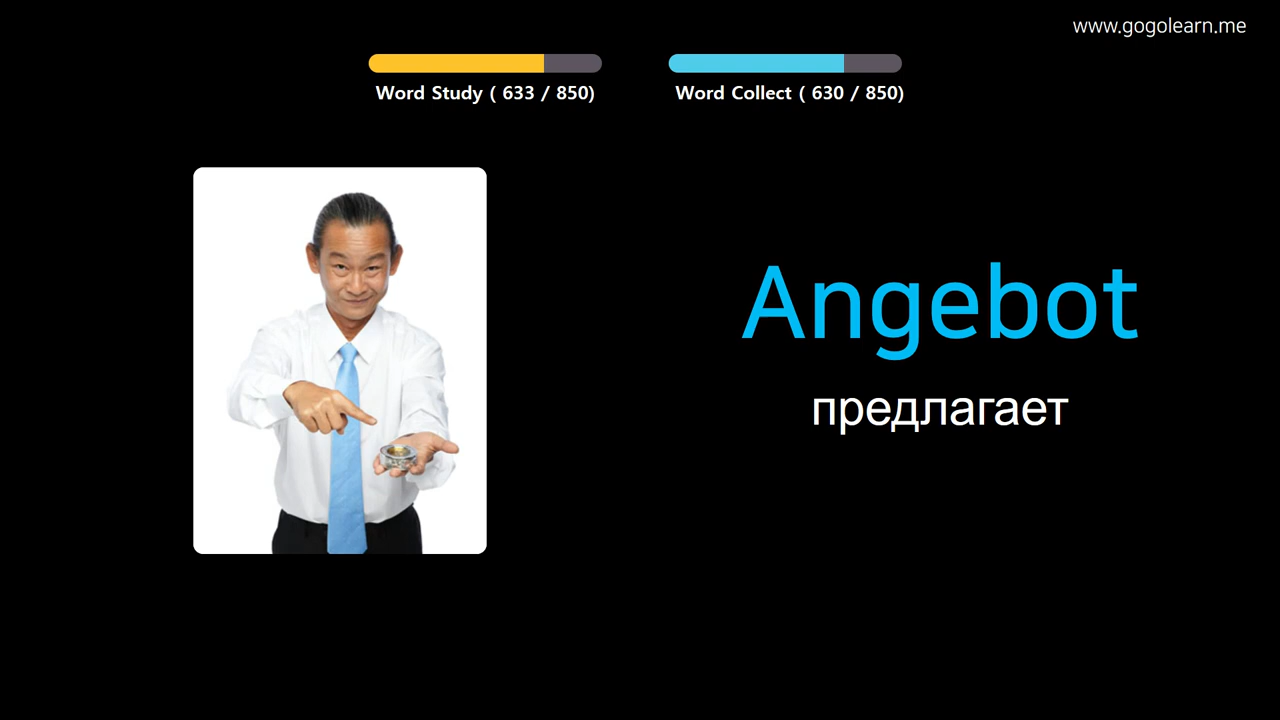 www.gogolearn.me
Word Study ( 633 / 850)
Word Collect ( 630 / 850)
Angebot
предлагает